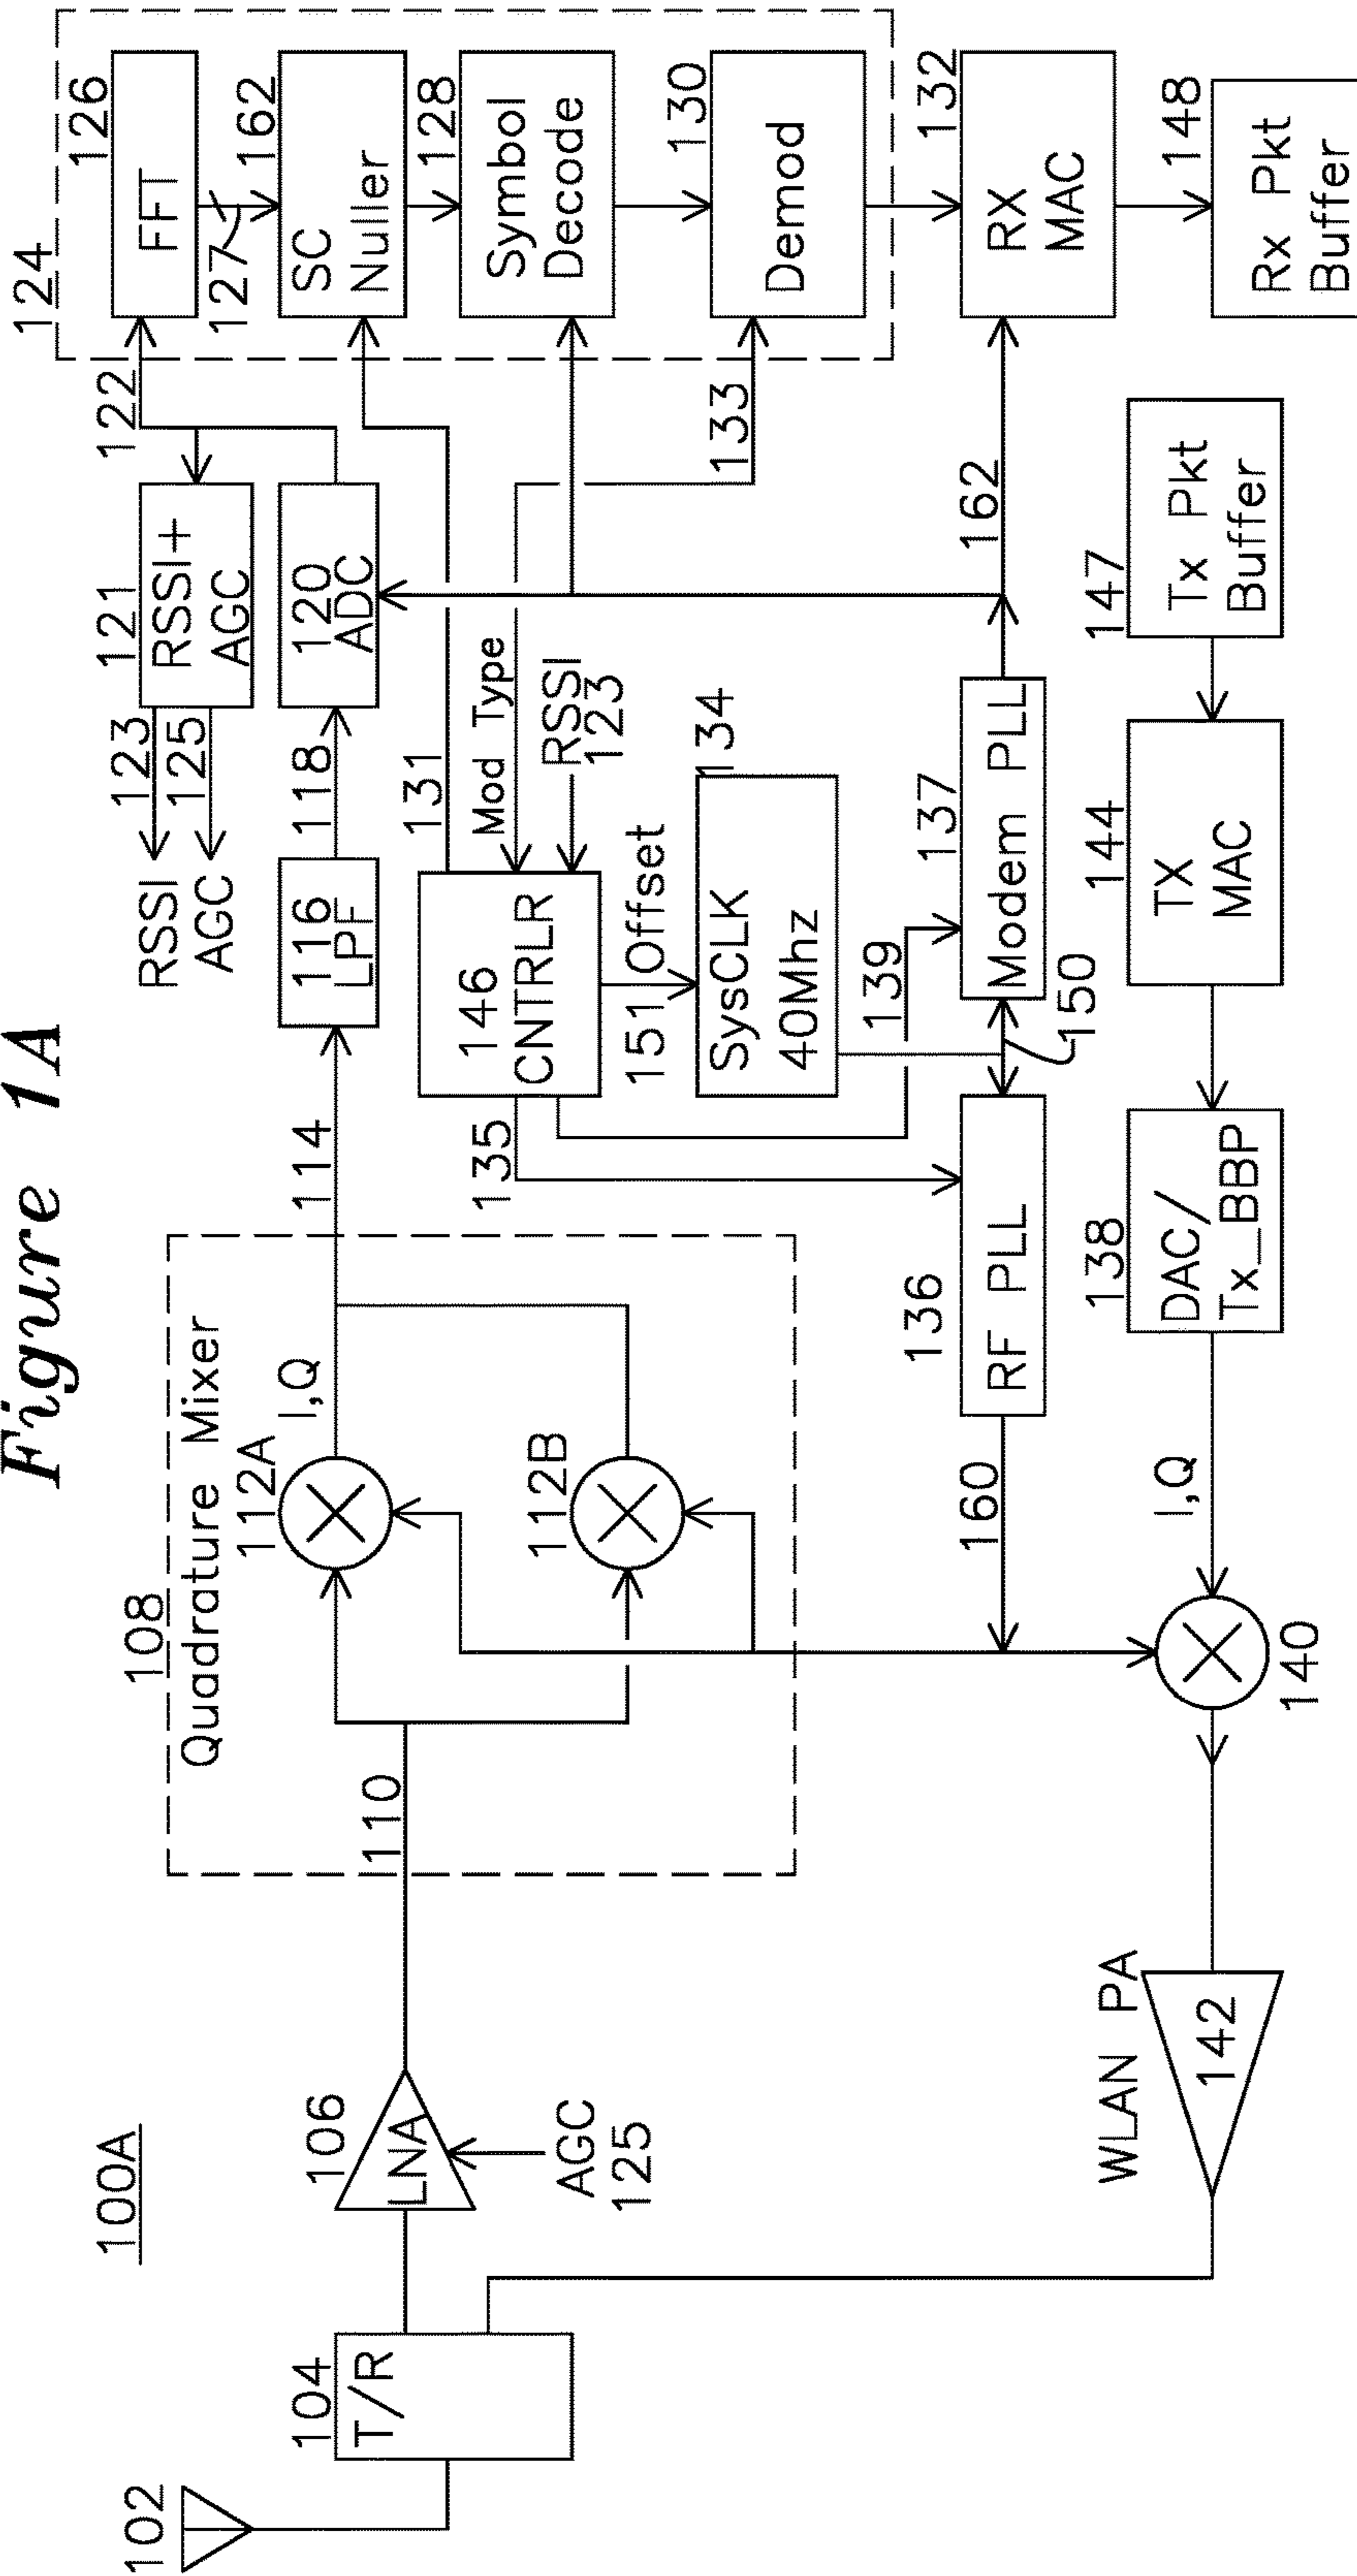 Figure 1A
100A
102
104
T/R
106
LNA
AGC
125
108
Quadrature Mixer
110
112A
I,Q
112B
114
116
LPF
118
120
ADC
121
RSSI+
AGC
123
RSSI
125
AGC
122
124
126
FFT
127
162
SC
Nuller
128
Symbol
Decode
130
Demod
132
RX
MAC
148
Rx Pkt
Buffer
131
Mod Type
RSSI
123
133
146
CNTRLR
151 Offset
134
SysCLK
40Mhz
135
139
136
RF PLL
137
Modem PLL
150
160
162
147
Tx Pkt
Buffer
144
TX
MAC
138
DAC/
Tx_BBP
I,Q
140
WLAN PA
142